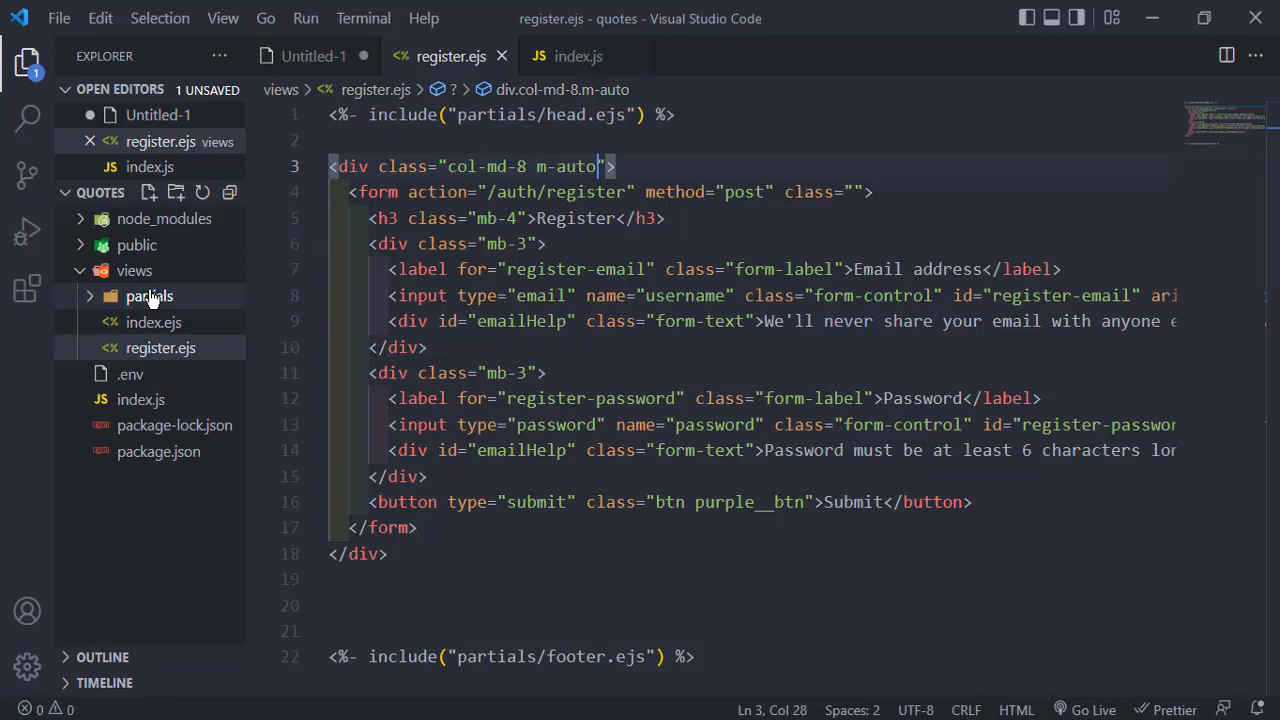 File Edit Selection View Go Run Terminal Help register.ejs - quotes - Visual Studio Code
EXPLORER ··· Untitled-1 <% register.ejs JS index.js ···
1
OPEN EDITORS 1 UNSAVED
views > <% register.ejs > ? > div.col-md-8.m-auto
Untitled-1
<% register.ejs views
JS index.js
QUOTES
node_modules
public
views
partials
<% index.ejs
<% register.ejs
.env
JS index.js
package-lock.json
package.json
OUTLINE
TIMELINE
1 <%- include("partials/head.ejs") %>
2
3 <div class="col-md-8 m-auto">
4 <form action="/auth/register" method="post" class="">
5 <h3 class="mb-4">Register</h3>
6 <div class="mb-3">
7 <label for="register-email" class="form-label">Email address</label>
8 <input type="email" name="username" class="form-control" id="register-email" ari
9 <div id="emailHelp" class="form-text">We'll never share your email with anyone e
10 </div>
11 <div class="mb-3">
12 <label for="register-password" class="form-label">Password</label>
13 <input type="password" name="password" class="form-control" id="register-passwor
14 <div id="emailHelp" class="form-text">Password must be at least 6 characters lon
15 </div>
16 <button type="submit" class="btn purple__btn">Submit</button>
17 </form>
18 </div>
19
20
21
22 <%- include("partials/footer.ejs") %>
0 0 Ln 3, Col 28 Spaces: 2 UTF-8 CRLF HTML Go Live Prettier